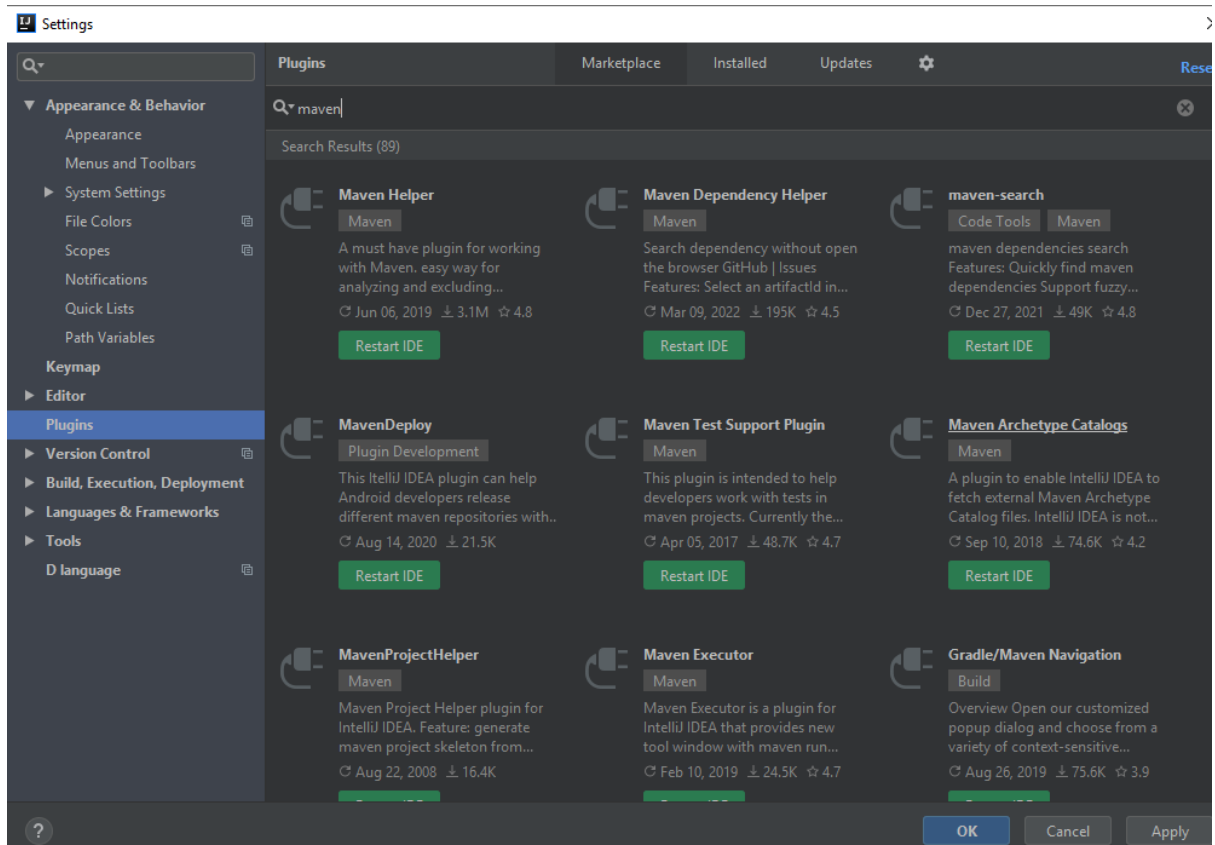 Settings
Appearance & Behavior
Appearance
Menus and Toolbars
System Settings
File Colors
Scopes
Notifications
Quick Lists
Path Variables
Keymap
Editor
Plugins
Version Control
Build, Execution, Deployment
Languages & Frameworks
Tools
D language
Plugins
Marketplace
Installed
Updates
Rese
maven
Search Results (89)
Maven Helper
Maven
A must have plugin for working
with Maven. easy way for
analyzing and excluding...
Jun 06, 2019 3.1M 4.8
Restart IDE
Maven Dependency Helper
Maven
Search dependency without open
the browser GitHub | Issues
Features: Select an artifactId in...
Mar 09, 2022 195K 4.5
Restart IDE
maven-search
Code Tools Maven
maven dependencies search
Features: Quickly find maven
dependencies Support fuzzy...
Dec 27, 2021 49K 4.8
Restart IDE
MavenDeploy
Plugin Development
This ItelliJ IDEA plugin can help
Android developers release
different maven repositories with..
Aug 14, 2020 21.5K
Restart IDE
Maven Test Support Plugin
Maven
This plugin is intended to help
developers work with tests in
maven projects. Currently the...
Apr 05, 2017 48.7K 4.7
Restart IDE
Maven Archetype Catalogs
Maven
A plugin to enable IntelliJ IDEA to
fetch external Maven Archetype
Catalog files. IntelliJ IDEA is not...
Sep 10, 2018 74.6K 4.2
Restart IDE
MavenProjectHelper
Maven
Maven Project Helper plugin for
IntelliJ IDEA. Feature: generate
maven project skeleton from...
Aug 22, 2008 16.4K
Maven Executor
Maven
Maven Executor is a plugin for
IntelliJ IDEA that provides new
tool window with maven run...
Feb 10, 2019 24.5K 4.7
Gradle/Maven Navigation
Build
Overview Open our customized
popup dialog and choose from a
variety of context-sensitive...
Aug 26, 2019 75.6K 3.9
?
OK
Cancel
Apply